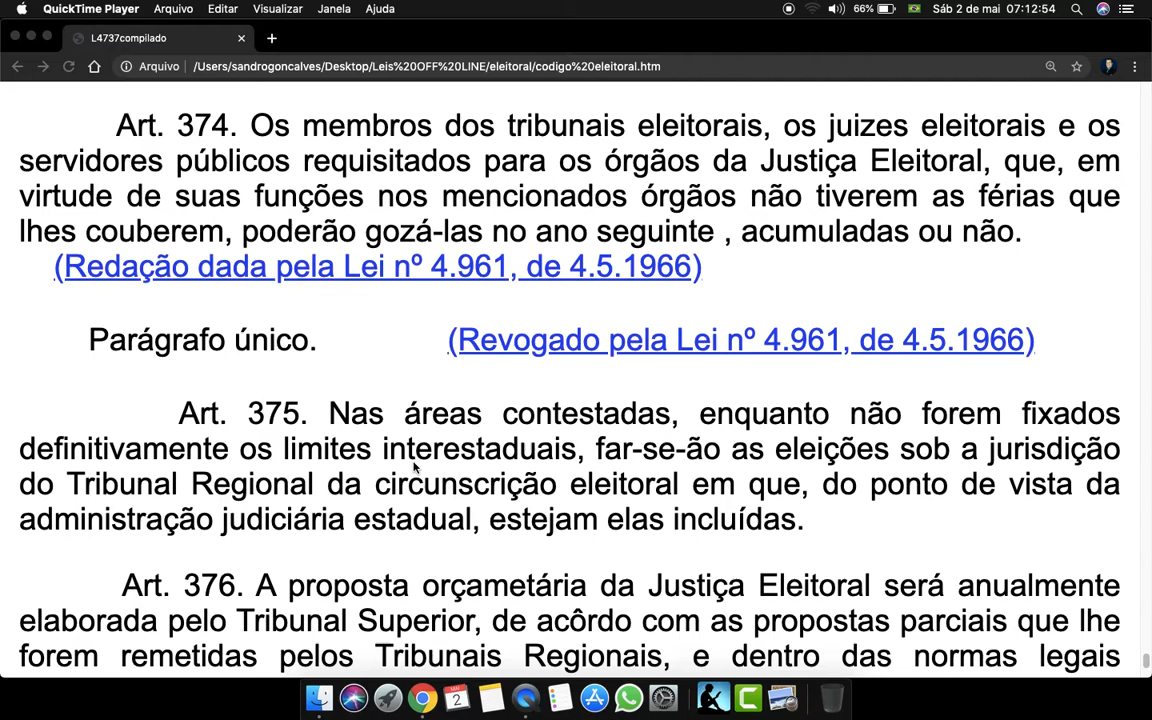 QuickTime Player Arquivo Editar Visualizar Janela Ajuda 66% Sáb 2 de mai 07:12:54
L4737compilado
Arquivo /Users/sandrogoncalves/Desktop/Leis%20OFF%20LINE/eleitoral/codigo%20eleitoral.htm
Art. 374. Os membros dos tribunais eleitorais, os juizes eleitorais e os
servidores públicos requisitados para os órgãos da Justiça Eleitoral, que, em
virtude de suas funções nos mencionados órgãos não tiverem as férias que
lhes couberem, poderão gozá-las no ano seguinte , acumuladas ou não.
(Redação dada pela Lei nº 4.961, de 4.5.1966)
Parágrafo único. (Revogado pela Lei nº 4.961, de 4.5.1966)
Art. 375. Nas áreas contestadas, enquanto não forem fixados
definitivamente os limites interestaduais, far-se-ão as eleições sob a jurisdição
do Tribunal Regional da circunscrição eleitoral em que, do ponto de vista da
administração judiciária estadual, estejam elas incluídas.
Art. 376. A proposta orçametária da Justiça Eleitoral será anualmente
elaborada pelo Tribunal Superior, de acôrdo com as propostas parciais que lhe
forem remetidas pelos Tribunais Regionais, e dentro das normas legais
MAI
2